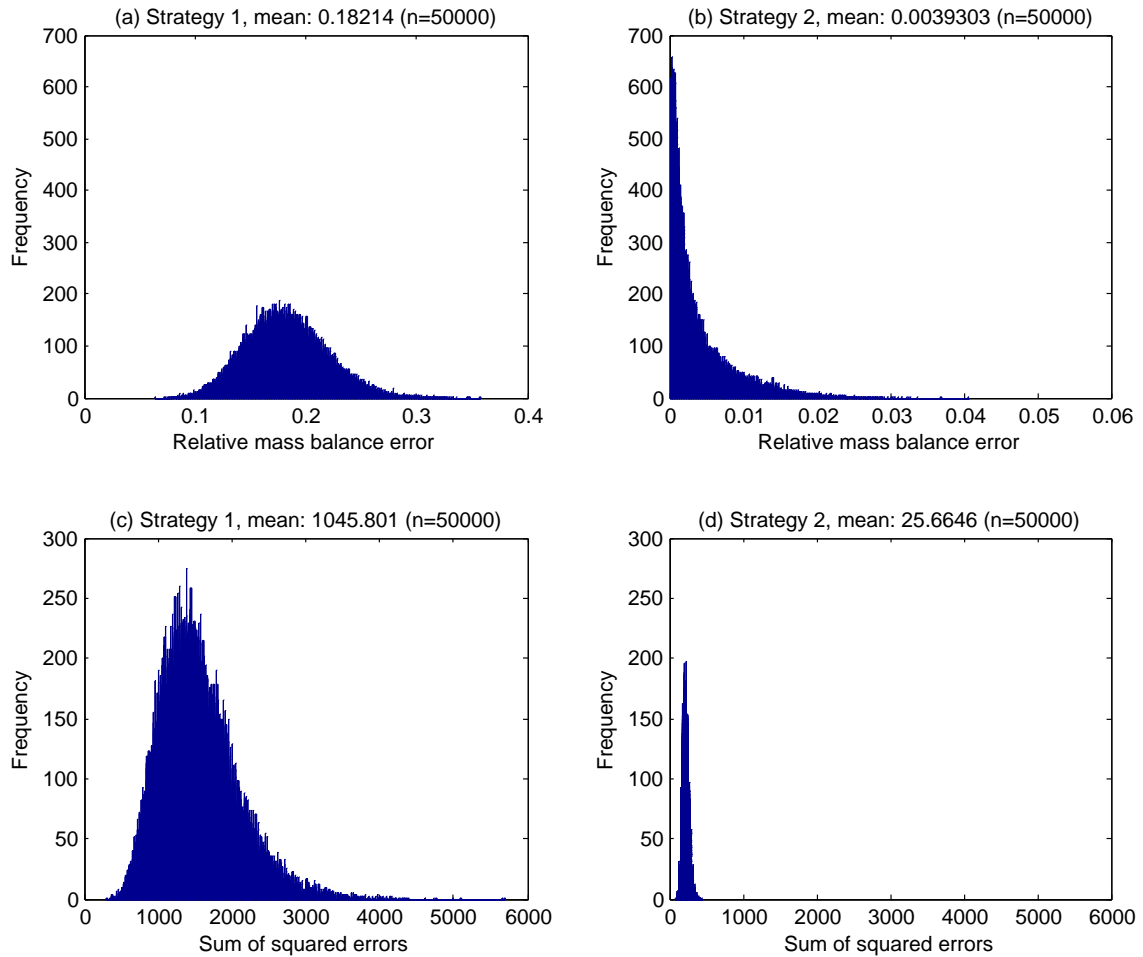 (a) Strategy 1, mean: 0.18214 (n=50000)
700
600
500
400
300
200
100
0
Frequency
0 0.1 0.2 0.3 0.4
Relative mass balance error
(b) Strategy 2, mean: 0.0039303 (n=50000)
700
600
500
400
300
200
100
0
Frequency
0 0.01 0.02 0.03 0.04 0.05 0.06
Relative mass balance error
(c) Strategy 1, mean: 1045.801 (n=50000)
300
250
200
150
100
50
0
Frequency
0 1000 2000 3000 4000 5000 6000
Sum of squared errors
(d) Strategy 2, mean: 25.6646 (n=50000)
300
250
200
150
100
50
0
Frequency
0 1000 2000 3000 4000 5000 6000
Sum of squared errors